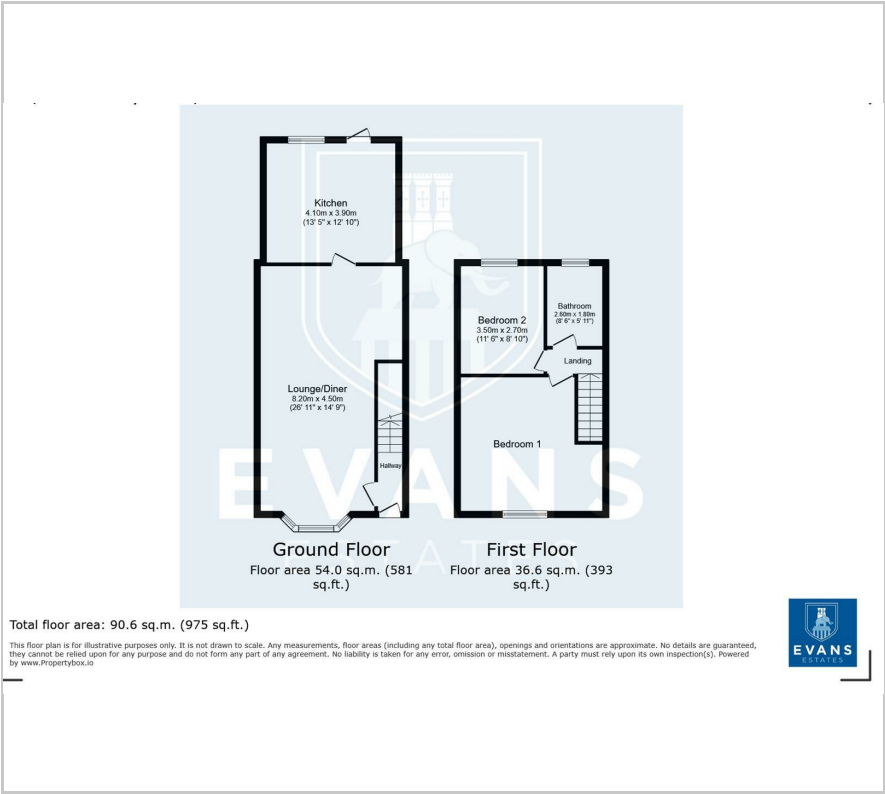 Kitchen
4.10m x 3.90m
(13' 5" x 12' 10")
Lounge/Diner
8.20m x 4.50m
(26' 11" x 14' 9")
Hallway
Bedroom 2
3.50m x 2.70m
(11' 6" x 8' 10")
Bathroom
2.60m x 1.80m
(8' 6" x 5' 11")
Landing
Bedroom 1
EVANS
ESTATES
Ground Floor
Floor area 54.0 sq.m. (581
sq.ft.)
First Floor
Floor area 36.6 sq.m. (393
sq.ft.)
Total floor area: 90.6 sq.m. (975 sq.ft.)
This floor plan is for illustrative purposes only. It is not drawn to scale. Any measurements, floor areas (including any total floor area), openings and orientations are approximate. No details are guaranteed,
they cannot be relied upon for any purpose and do not form any part of any agreement. No liability is taken for any error, omission or misstatement. A party must rely upon its own inspection(s). Powered
by www.Propertybox.io
EVANS
ESTATES